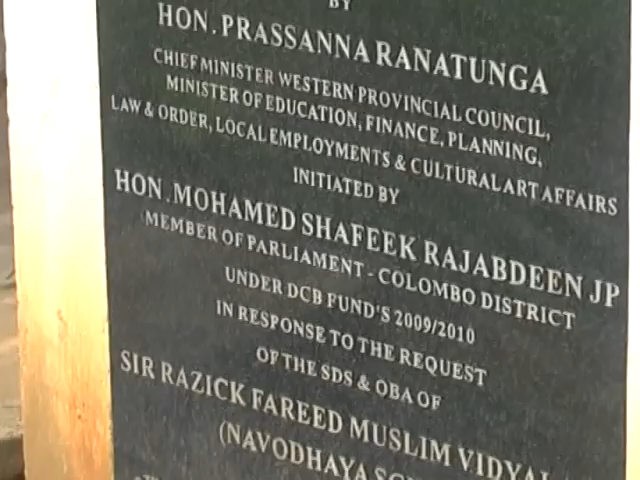 BY
HON. PRASSANNA RANATUNGA
CHIEF MINISTER WESTERN PROVINCIAL COUNCIL,
MINISTER OF EDUCATION, FINANCE, PLANNING,
LAW & ORDER, LOCAL EMPLOYMENTS & CULTURAL ART AFFAIRS
INITIATED BY
HON. MOHAMED SHAFEEK RAJABDEEN JP
MEMBER OF PARLIAMENT - COLOMBO DISTRICT
UNDER DCB FUND'S 2009/2010
IN RESPONSE TO THE REQUEST
OF THE SDS & OBA OF
SIR RAZICK FAREED MUSLIM
(NAVODHAYA